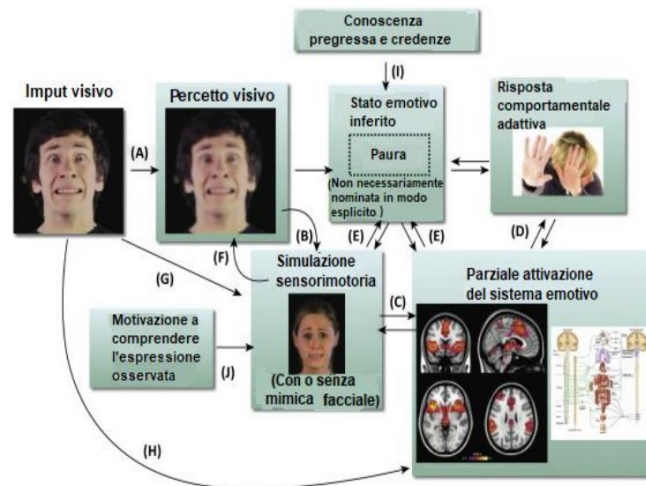 Conoscenza
pregressa e credenze
(I)
Imput visivo
Percetto visivo
Stato emotivo
inferito
Risposta
comportamentale
adattiva
(A)
Paura
(Non necessariamente
nominata in modo
esplicito )
(B)
(E)
(E)
(D)
(F)
(G)
Simulazione
sensorimotoria
Parziale attivazione
del sistema emotivo
(C)
Motivazione a
comprendere
l'espressione
osservata
(J)
(Con o senza
mimica facciale)
(H)